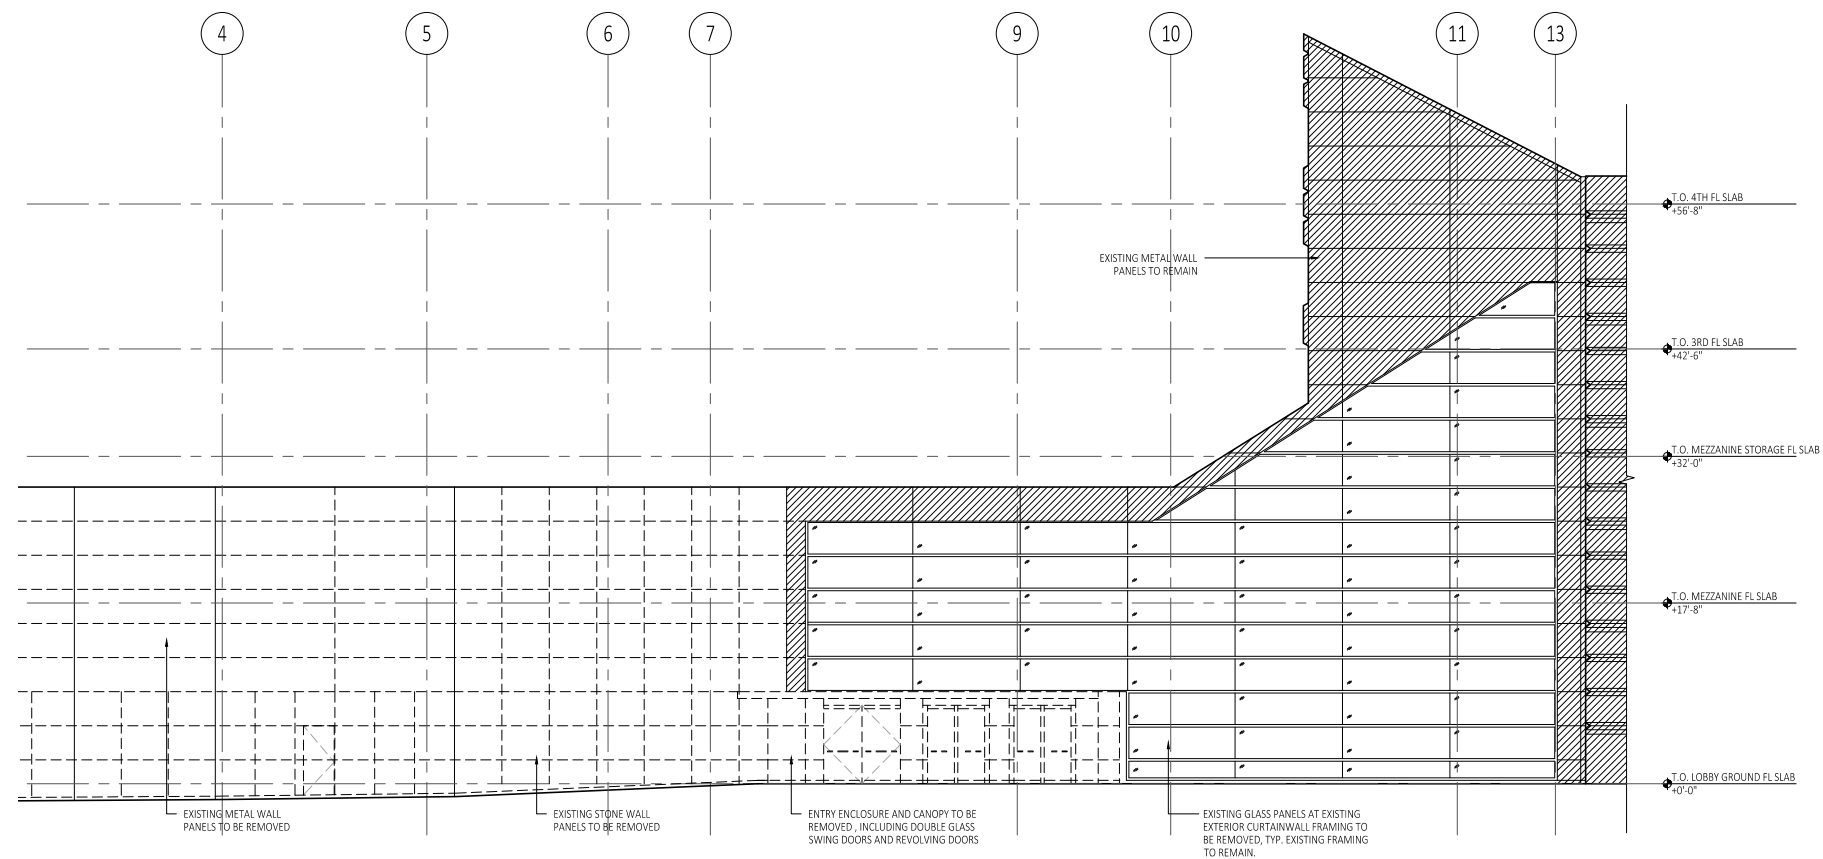 4
5
6
7
9
10
11
13
T.O. 4TH FL SLAB
+56'-8"
EXISTING METAL WALL
PANELS TO REMAIN
T.O. 3RD FL SLAB
+42'-6"
T.O. MEZZANINE STORAGE FL SLAB
+32'-0"
T.O. MEZZANINE FL SLAB
+17'-8"
T.O. LOBBY GROUND FL SLAB
+0'-0"
EXISTING METAL WALL
PANELS TO BE REMOVED
EXISTING STONE WALL
PANELS TO BE REMOVED
ENTRY ENCLOSURE AND CANOPY TO BE
REMOVED , INCLUDING DOUBLE GLASS
SWING DOORS AND REVOLVING DOORS
EXISTING GLASS PANELS AT EXISTING
EXTERIOR CURTAINWALL FRAMING TO
BE REMOVED, TYP. EXISTING FRAMING
TO REMAIN.